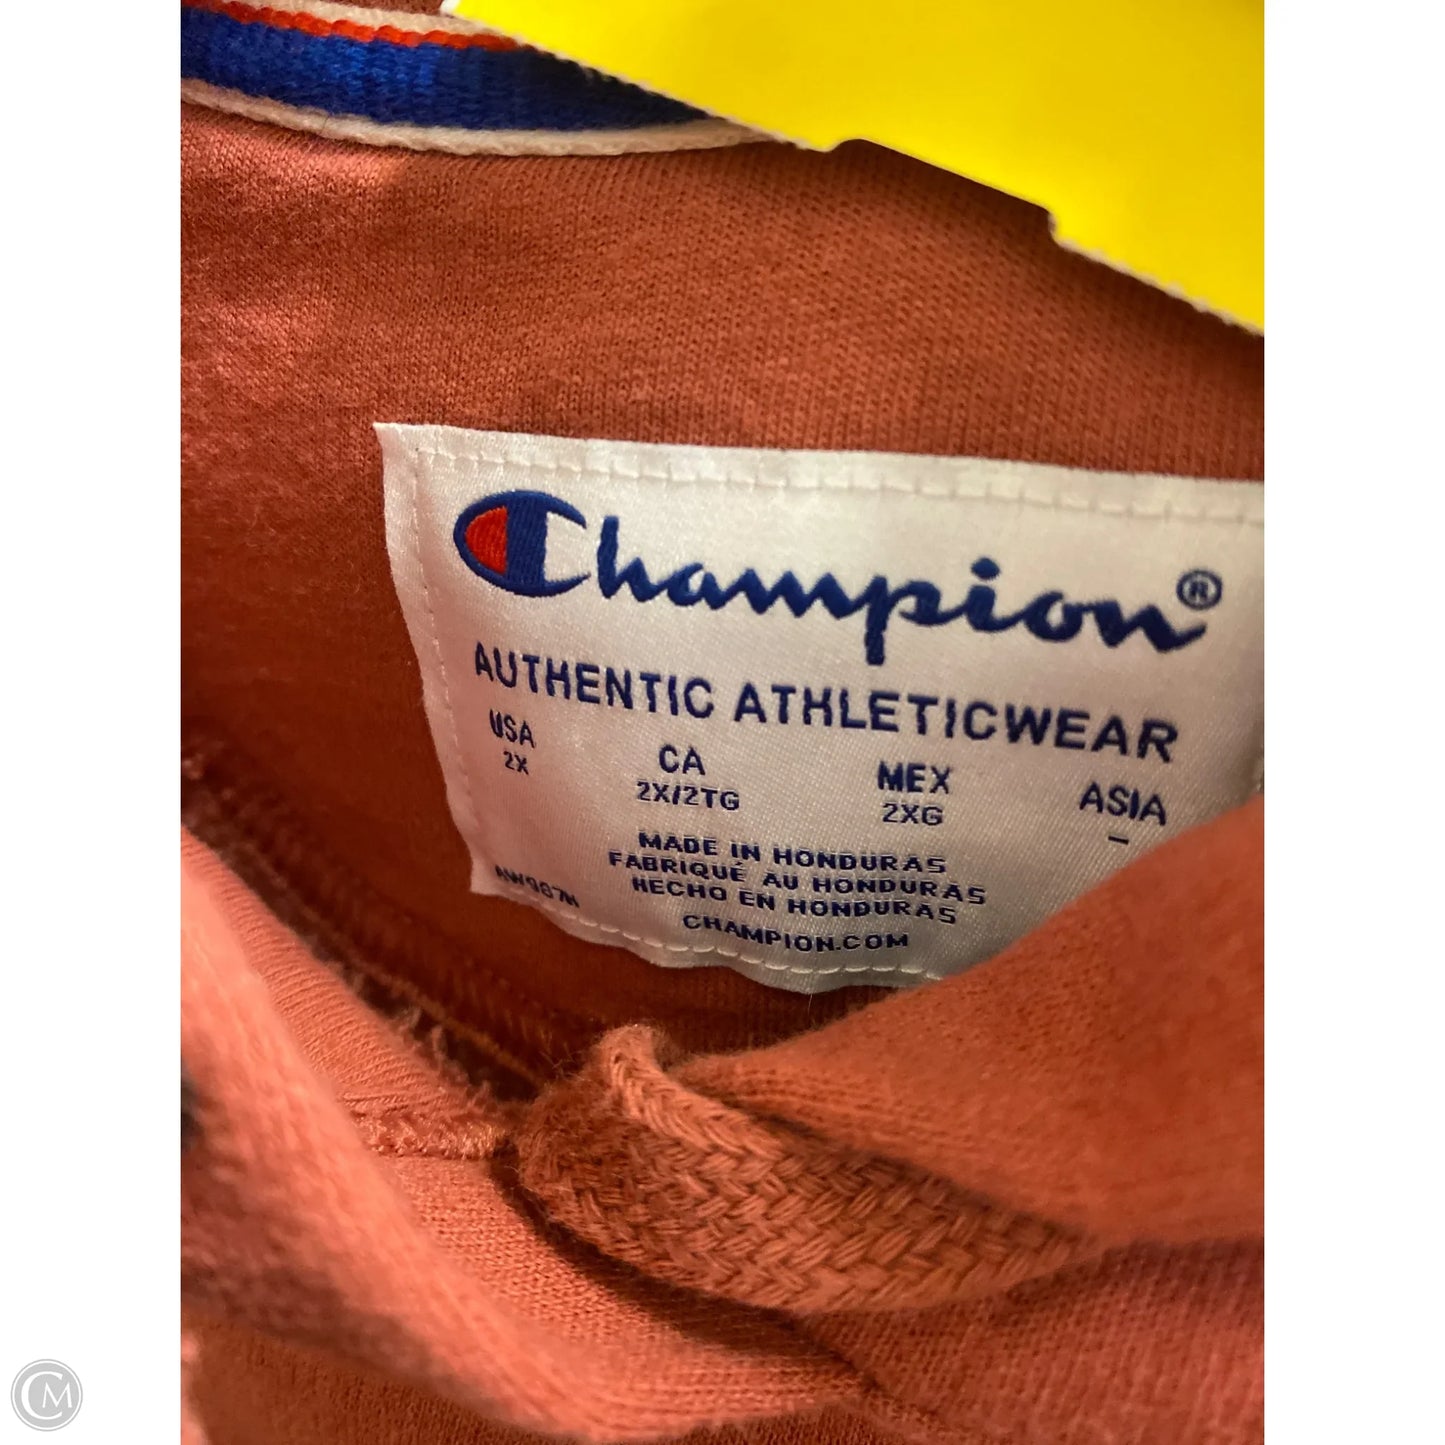 Champion®
AUTHENTIC ATHLETICWEAR
USA CA MEX ASIA
2X 2X/2TG 2XG –
MADE IN HONDURAS
FABRIQUÉ AU HONDURAS
HECHO EN HONDURAS
CHAMPION.COM
CM